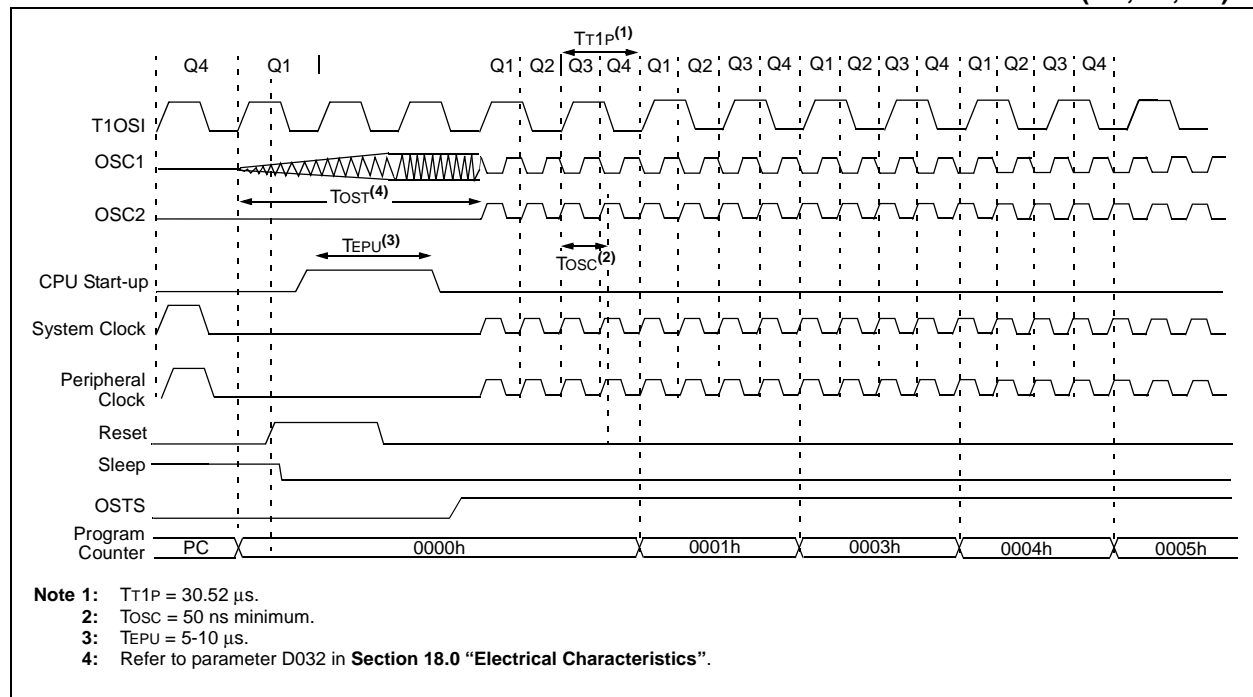 TT1P(1)
Q4 Q1 Q1 Q2 Q3 Q4 Q1 Q2 Q3 Q4 Q1 Q2 Q3 Q4 Q1 Q2 Q3 Q4
T1OSI
OSC1
TOST(4)
OSC2
TEPU(3)
TOSC(2)
CPU Start-up
System Clock
Peripheral
Clock
Reset
Sleep
OSTS
Program
Counter
PC 0000h 0001h 0003h 0004h 0005h
Note 1: TT1P = 30.52 μs.
2: TOSC = 50 ns minimum.
3: TEPU = 5-10 μs.
4: Refer to parameter D032 in Section 18.0 “Electrical Characteristics”.